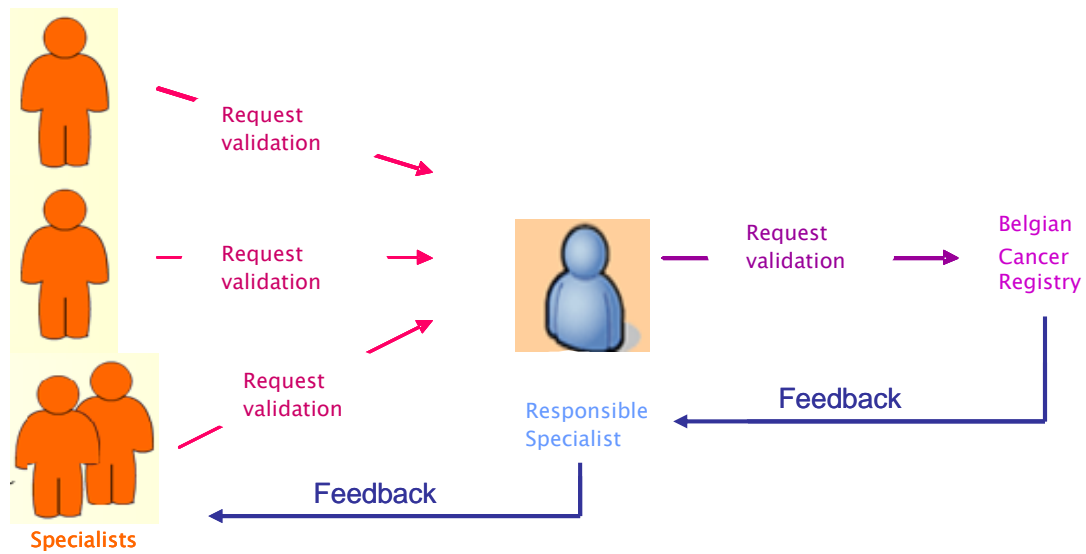 Request
validation
Request
validation
Request
validation
Request
validation
Belgian
Cancer
Registry
Responsible
Specialist
Feedback
Feedback
Specialists